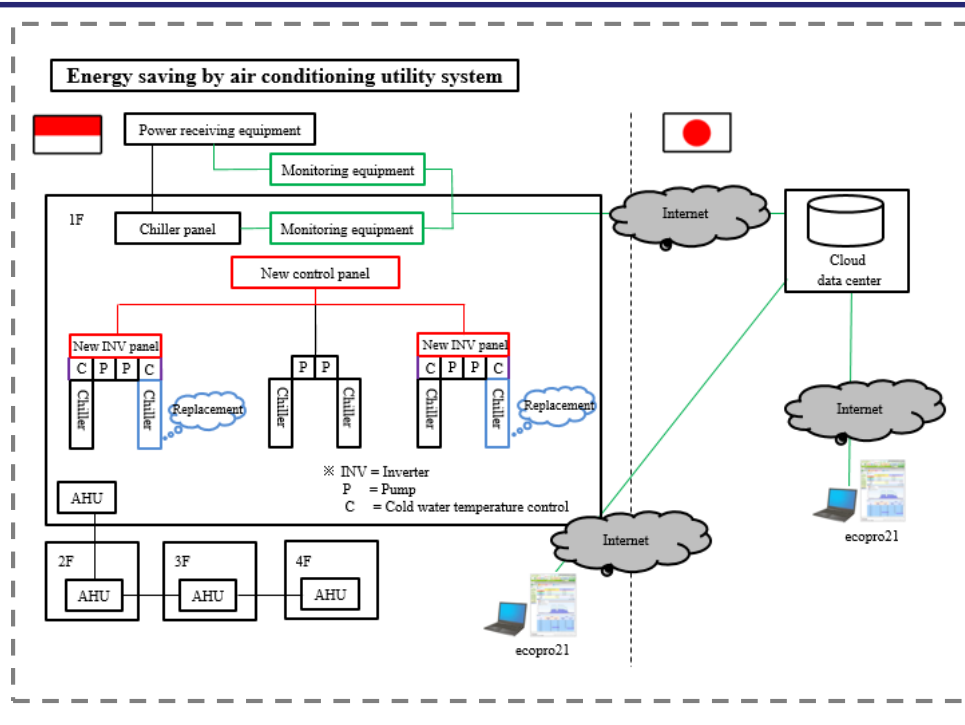 Energy saving by air conditioning utility system
Power receiving equipment
Monitoring equipment
1F
Chiller panel
Monitoring equipment
Internet
Cloud
data center
New control panel
New INV panel
C P P C
Chiller
Chiller
Replacement
P P
Chiller
Chiller
New INV panel
C P P C
Chiller
Chiller
Replacement
Internet
※ INV = Inverter
P = Pump
C = Cold water temperature control
AHU
Internet
ecopro21
2F
AHU
3F
AHU
4F
AHU
ecopro21